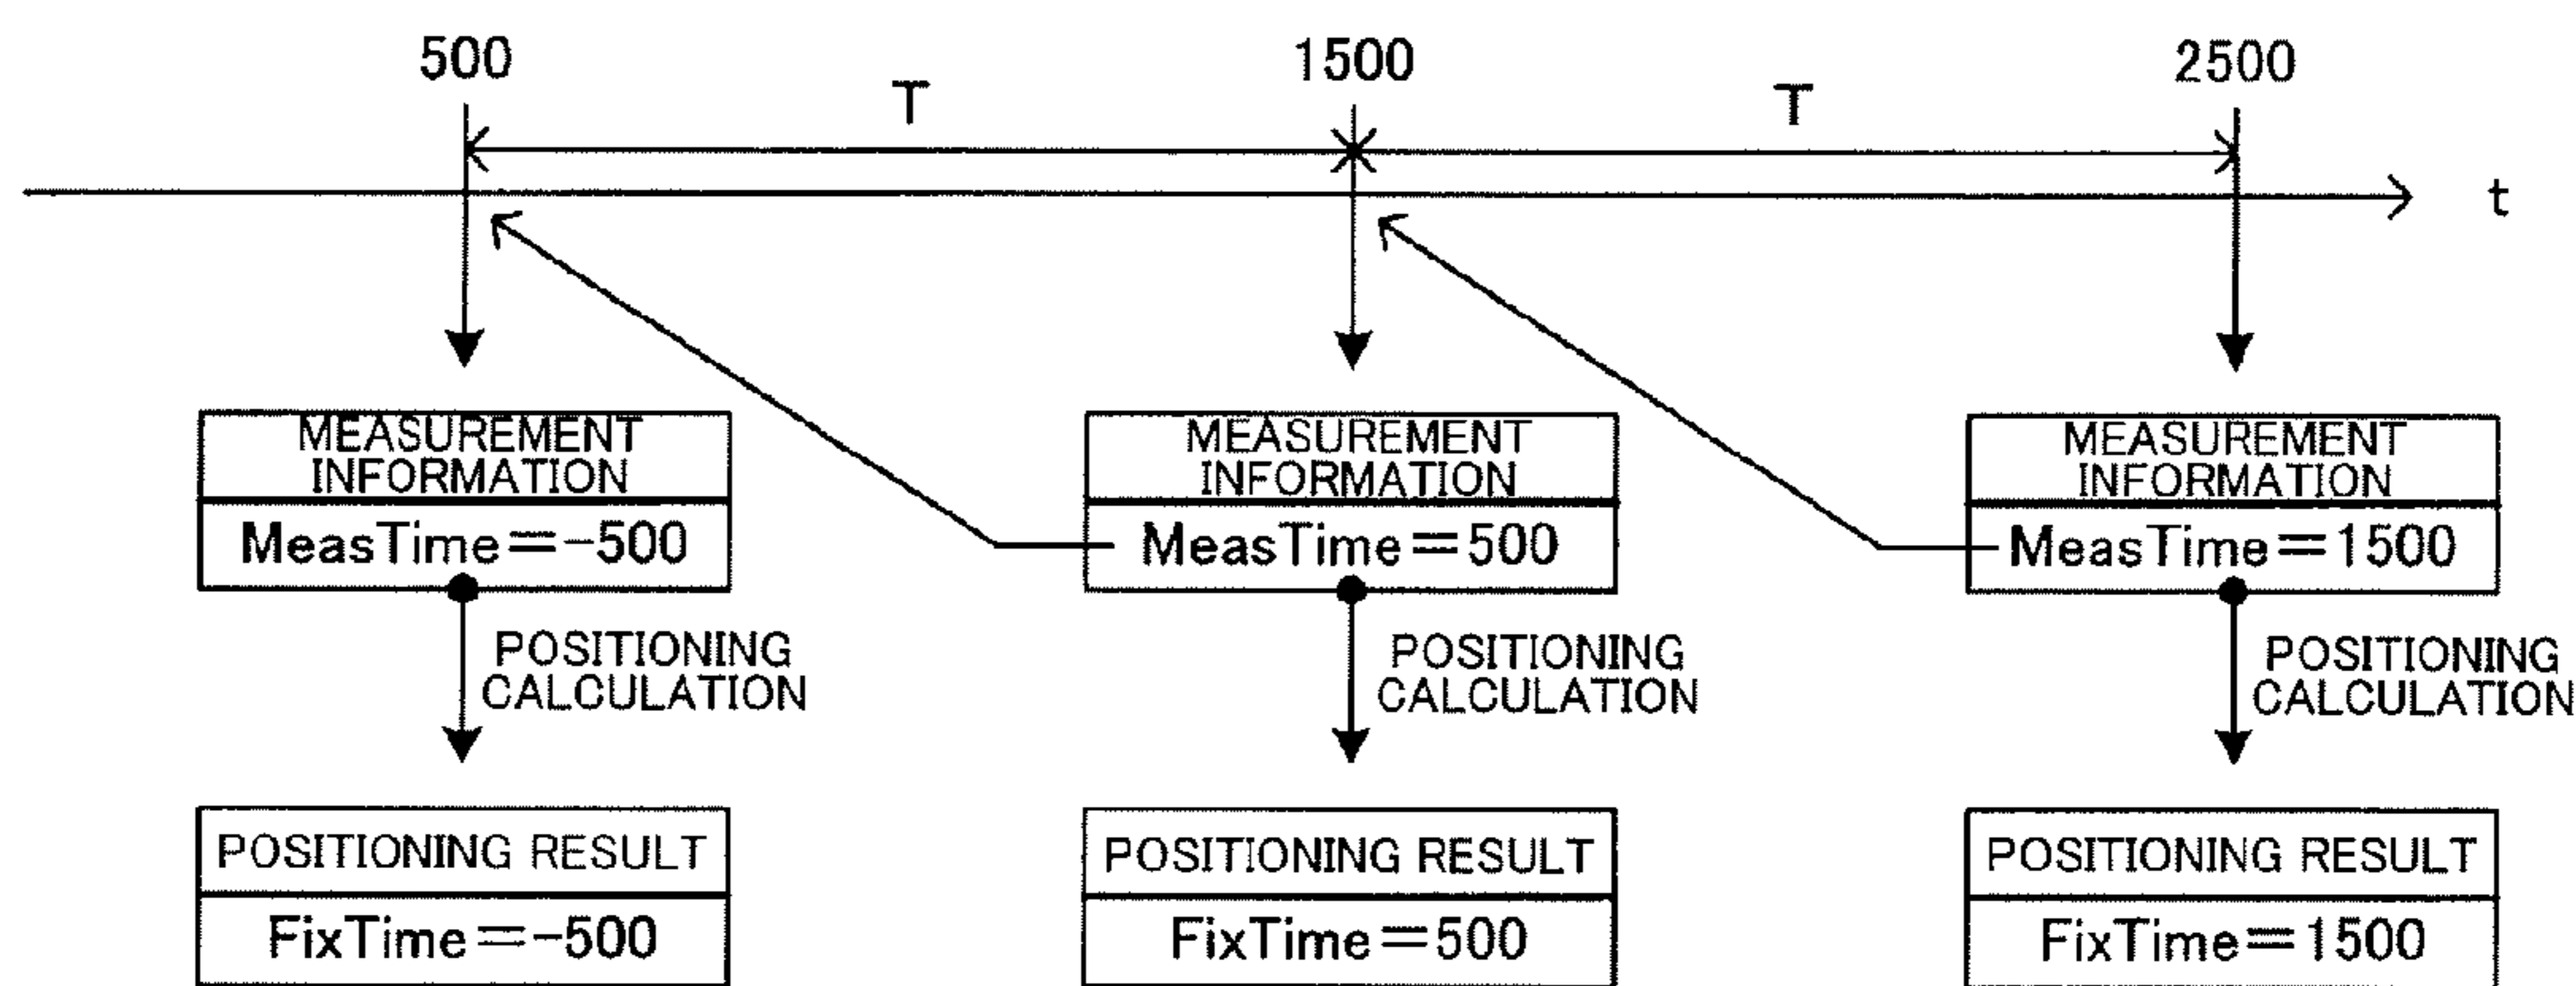 500
1500
2500
T
T
t
MEASUREMENT
INFORMATION
MeasTime=-500
MEASUREMENT
INFORMATION
MeasTime=500
MEASUREMENT
INFORMATION
MeasTime=1500
POSITIONING
CALCULATION
POSITIONING
CALCULATION
POSITIONING
CALCULATION
POSITIONING RESULT
FixTime=-500
POSITIONING RESULT
FixTime=500
POSITIONING RESULT
FixTime=1500